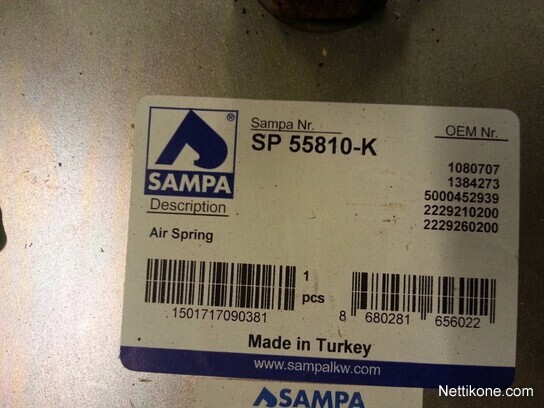 SAMPA
®
Sampa Nr.
SP 55810-K
OEM Nr.
1080707
1384273
5000452939
2229210200
2229260200
Description
Air Spring
1
pcs
1501717090381
8 680281 656022
Made in Turkey
www.sampalkw.com
SAMPA
Nettikone.com